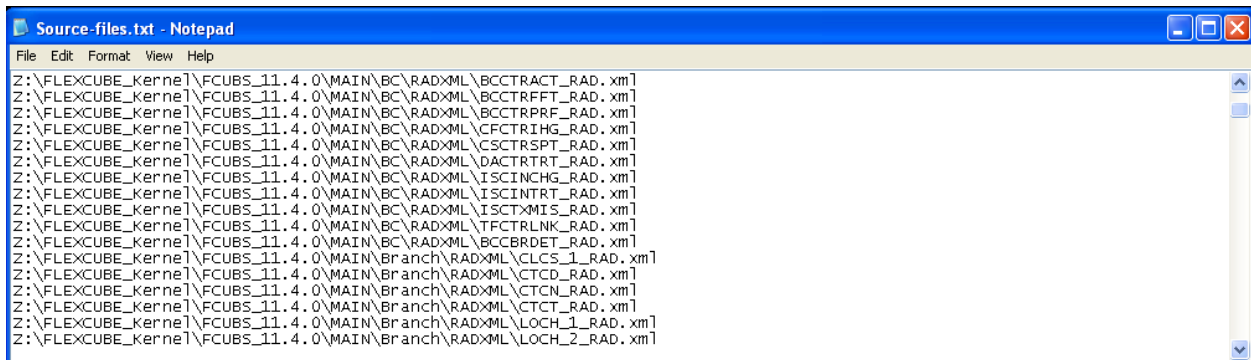 Source-files.txt - Notepad
File Edit Format View Help
Z:\FLEXCUBE_Kernel\FCUBS_11.4.0\MAIN\BC\RADXML\BCCTRACT_RAD.xml
Z:\FLEXCUBE_Kernel\FCUBS_11.4.0\MAIN\BC\RADXML\BCCTRFFT_RAD.xml
Z:\FLEXCUBE_Kernel\FCUBS_11.4.0\MAIN\BC\RADXML\BCCTRPRF_RAD.xml
Z:\FLEXCUBE_Kernel\FCUBS_11.4.0\MAIN\BC\RADXML\CFCTRIHG_RAD.xml
Z:\FLEXCUBE_Kernel\FCUBS_11.4.0\MAIN\BC\RADXML\CSCTRSPT_RAD.xml
Z:\FLEXCUBE_Kernel\FCUBS_11.4.0\MAIN\BC\RADXML\DACTRTRT_RAD.xml
Z:\FLEXCUBE_Kernel\FCUBS_11.4.0\MAIN\BC\RADXML\ISCINCHG_RAD.xml
Z:\FLEXCUBE_Kernel\FCUBS_11.4.0\MAIN\BC\RADXML\ISCINTRT_RAD.xml
Z:\FLEXCUBE_Kernel\FCUBS_11.4.0\MAIN\BC\RADXML\ISCTXMIS_RAD.xml
Z:\FLEXCUBE_Kernel\FCUBS_11.4.0\MAIN\BC\RADXML\TFCTRLNK_RAD.xml
Z:\FLEXCUBE_Kernel\FCUBS_11.4.0\MAIN\BC\RADXML\BCCBRDET_RAD.xml
Z:\FLEXCUBE_Kernel\FCUBS_11.4.0\MAIN\Branch\RADXML\CLCS_1_RAD.xml
Z:\FLEXCUBE_Kernel\FCUBS_11.4.0\MAIN\Branch\RADXML\CTCD_RAD.xml
Z:\FLEXCUBE_Kernel\FCUBS_11.4.0\MAIN\Branch\RADXML\CTCN_RAD.xml
Z:\FLEXCUBE_Kernel\FCUBS_11.4.0\MAIN\Branch\RADXML\CTCT_RAD.xml
Z:\FLEXCUBE_Kernel\FCUBS_11.4.0\MAIN\Branch\RADXML\LOCH_1_RAD.xml
Z:\FLEXCUBE_Kernel\FCUBS_11.4.0\MAIN\Branch\RADXML\LOCH_2_RAD.xml